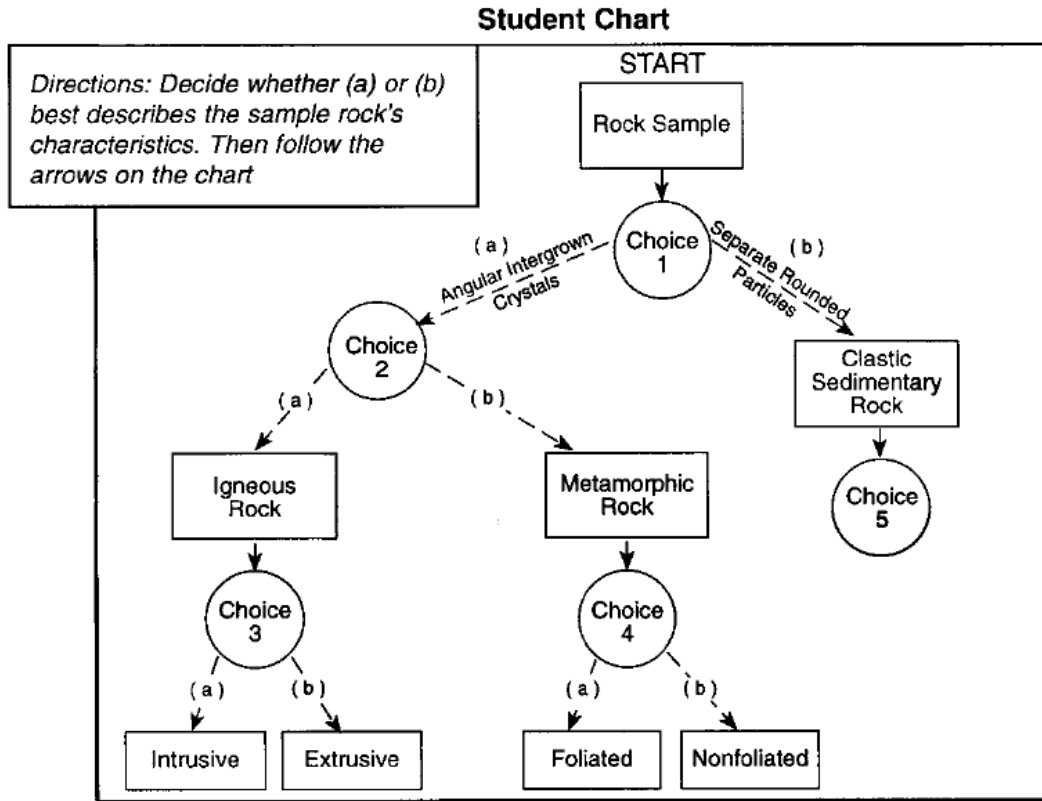 Student Chart
Directions: Decide whether (a) or (b)
best describes the sample rock's
characteristics. Then follow the
arrows on the chart
START
Rock Sample
Choice
1
(a)
Angular Intergrown
Crystals
(b)
Separate Rounded
Particles
Choice
2
Clastic
Sedimentary
Rock
(a)
(b)
Igneous
Rock
Metamorphic
Rock
Choice
5
Choice
3
Choice
4
(a)
(b)
(a)
(b)
Intrusive
Extrusive
Foliated
Nonfoliated